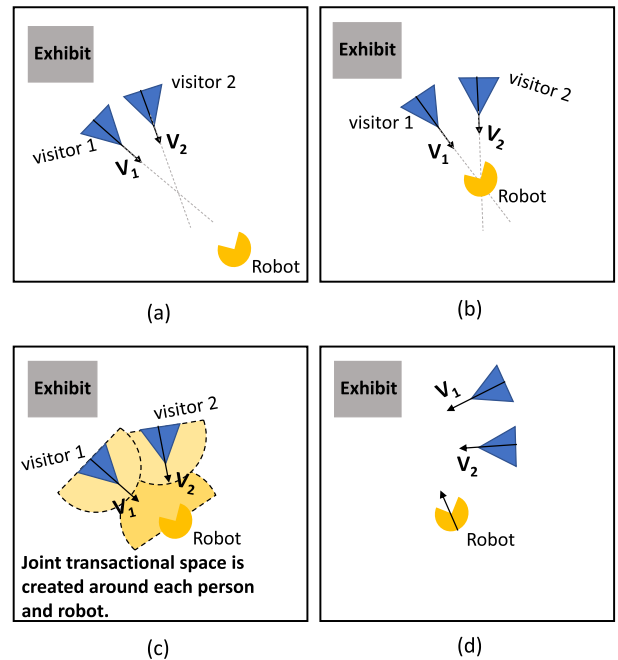 Exhibit
visitor 2
visitor 1
V1
V2
Robot
(a)
Exhibit
visitor 2
visitor 1
V1
V2
Robot
(b)
Exhibit
visitor 2
visitor 1
V2
V1
Robot
Joint transactional space is
created around each person
and robot.
(c)
Exhibit
V1
V2
Robot
(d)